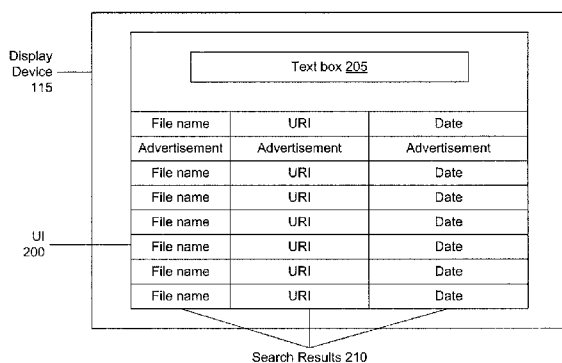 Display
Device
115
Text box 205
File name URI Date
Advertisement Advertisement Advertisement
File name URI Date
File name URI Date
File name URI Date
UI
200
File name URI Date
File name URI Date
File name URI Date
Search Results 210